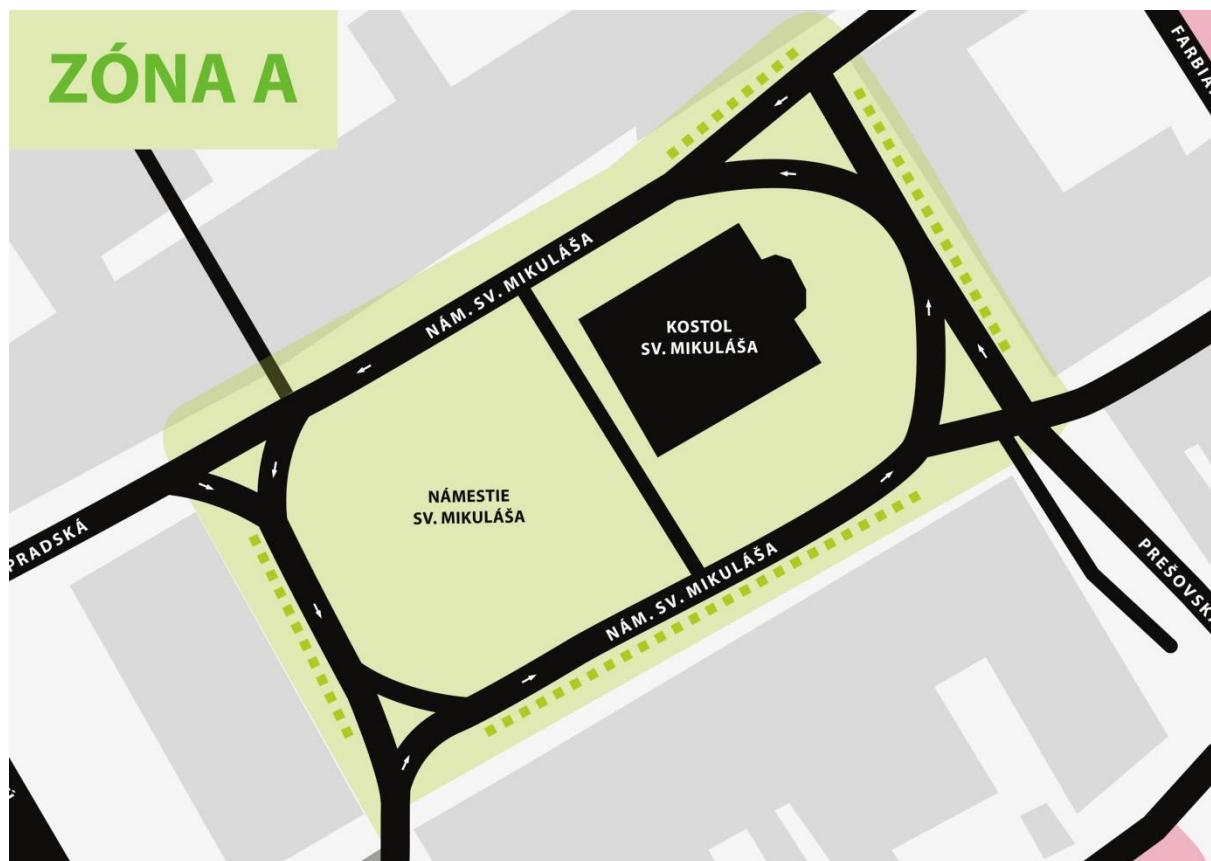 ZÓNA A
FARBIA
NÁM. SV. MIKULÁŠA
KOSTOL
SV. MIKULÁŠA
NÁMESTIE
SV. MIKULÁŠA
PRADSKÁ
NÁM. SV. MIKULÁŠA
PREŠOVSK